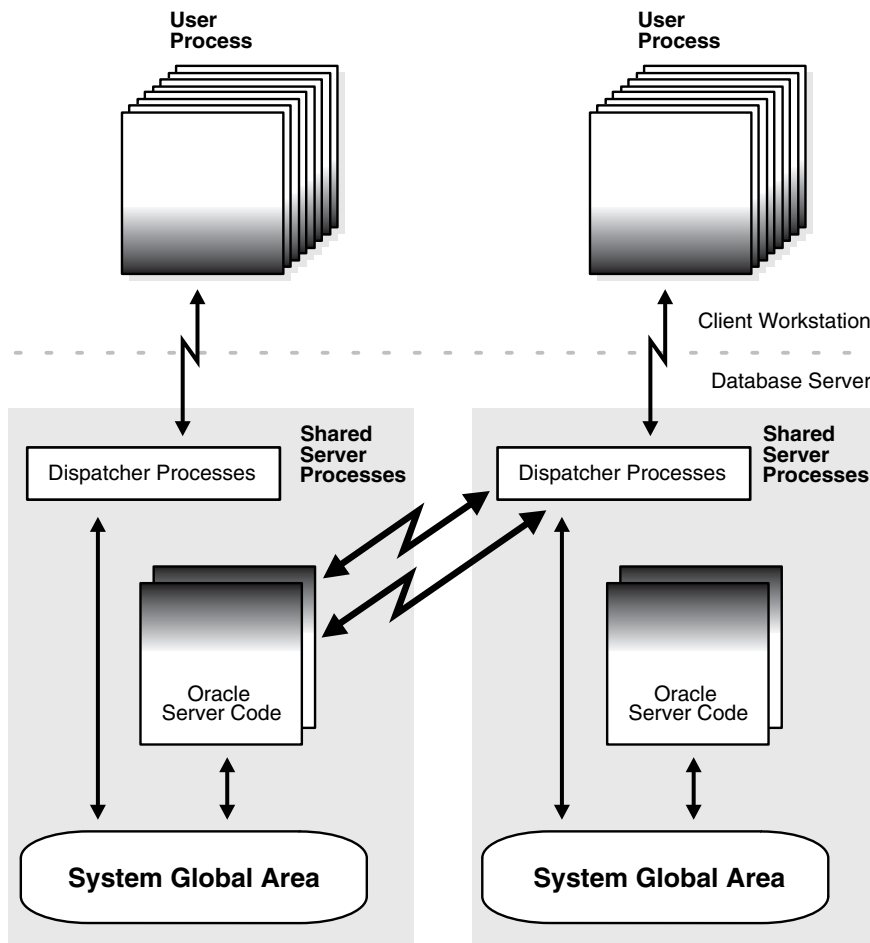 User
Process
User
Process
Client Workstation
Database Server
Shared
Server
Processes
Dispatcher Processes
Shared
Server
Processes
Dispatcher Processes
Oracle
Server Code
Oracle
Server Code
System Global Area
System Global Area